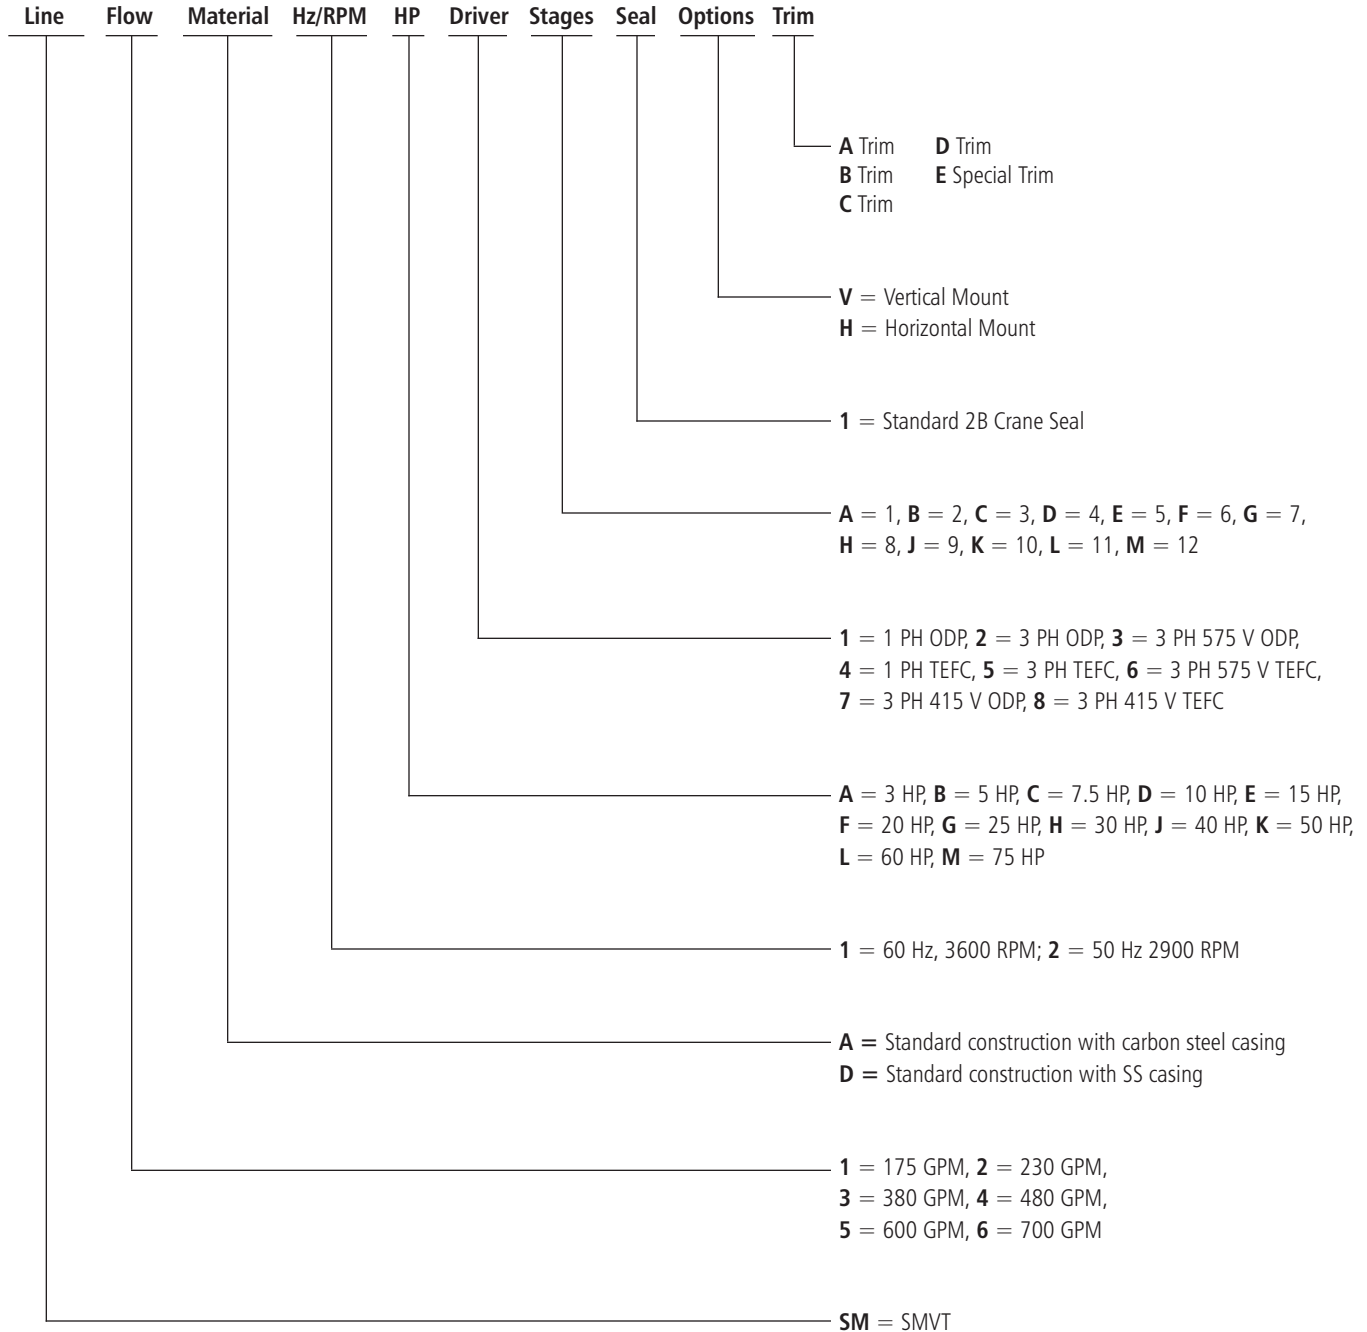 Line Flow Material Hz/RPM HP Driver Stages Seal Options Trim
A Trim D Trim
B Trim E Special Trim
C Trim
V = Vertical Mount
H = Horizontal Mount
1 = Standard 2B Crane Seal
A = 1, B = 2, C = 3, D = 4, E = 5, F = 6, G = 7,
H = 8, J = 9, K = 10, L = 11, M = 12
1 = 1 PH ODP, 2 = 3 PH ODP, 3 = 3 PH 575 V ODP,
4 = 1 PH TEFC, 5 = 3 PH TEFC, 6 = 3 PH 575 V TEFC,
7 = 3 PH 415 V ODP, 8 = 3 PH 415 V TEFC
A = 3 HP, B = 5 HP, C = 7.5 HP, D = 10 HP, E = 15 HP,
F = 20 HP, G = 25 HP, H = 30 HP, J = 40 HP, K = 50 HP,
L = 60 HP, M = 75 HP
1 = 60 Hz, 3600 RPM; 2 = 50 Hz 2900 RPM
A = Standard construction with carbon steel casing
D = Standard construction with SS casing
1 = 175 GPM, 2 = 230 GPM,
3 = 380 GPM, 4 = 480 GPM,
5 = 600 GPM, 6 = 700 GPM
SM = SMVT